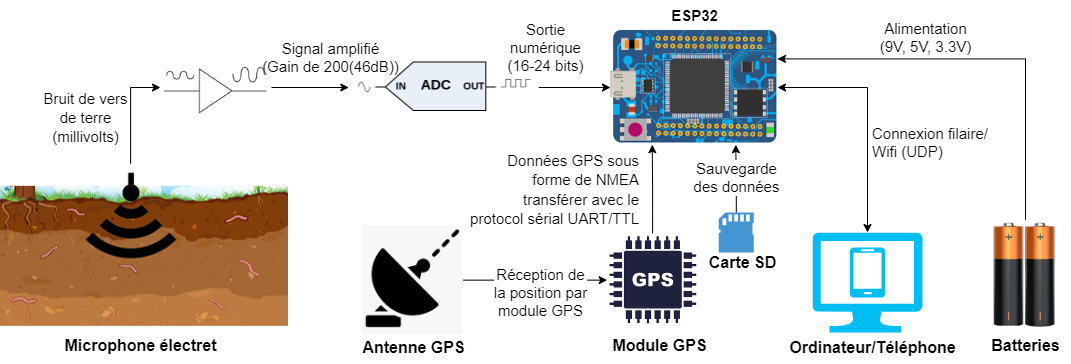 ESP32
Signal amplifié
(Gain de 200(46dB))
Sortie
numérique
(16-24 bits)
Alimentation
(9V, 5V, 3.3V)
IN
ADC
OUT
Bruit de vers
de terre
(millivolts)
Connexion filaire/
Wifi (UDP)
Données GPS sous
forme de NMEA
transférer avec le
protocol sérial UART/TTL
Sauvegarde
des données
Carte SD
Réception de
la position par
module GPS
GPS
Microphone électret
Antenne GPS
Module GPS
Ordinateur/Téléphone
Batteries